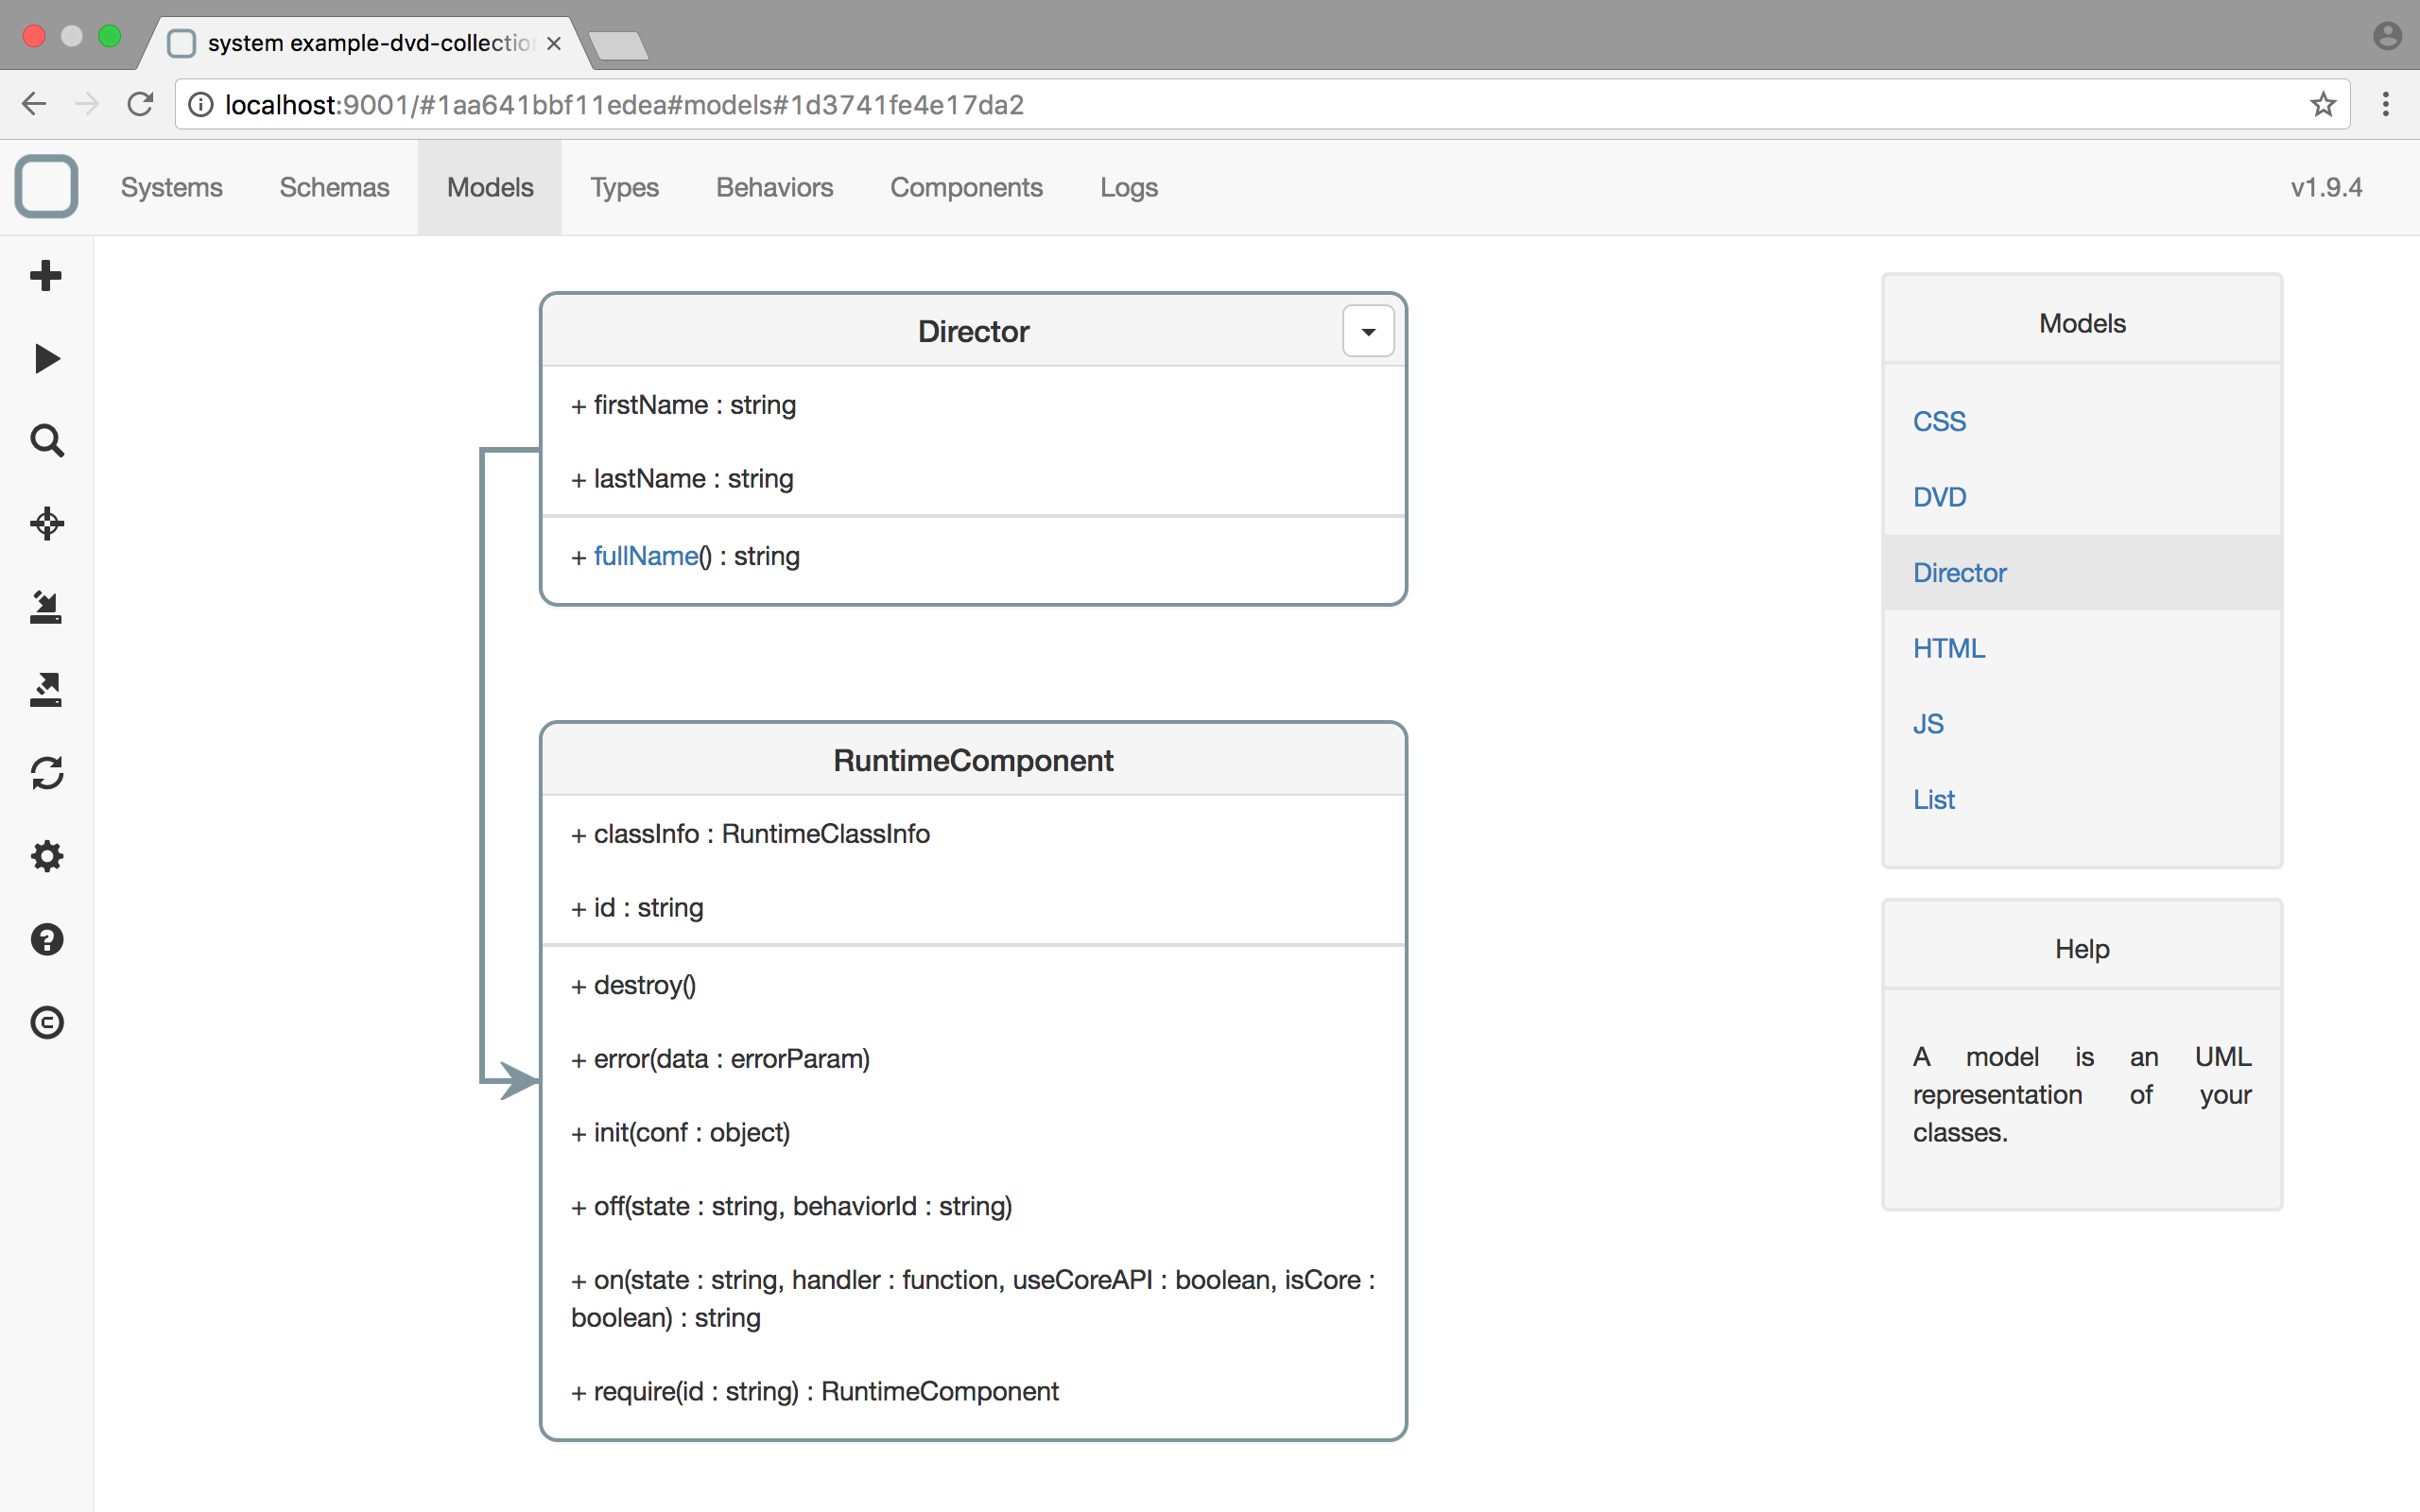 system example-dvd-collection
localhost:9001/#1aa641bbf11edea#models#1d3741fe4e17da2
Systems Schemas Models Types Behaviors Components Logs v1.9.4
Director
+ firstName : string
+ lastName : string
+ fullName() : string
RuntimeComponent
+ classInfo : RuntimeClassInfo
+ id : string
+ destroy()
+ error(data : errorParam)
+ init(conf : object)
+ off(state : string, behaviorId : string)
+ on(state : string, handler : function, useCoreAPI : boolean, isCore :
boolean) : string
+ require(id : string) : RuntimeComponent
Models
CSS
DVD
Director
HTML
JS
List
Help
A model is an UML
representation of your
classes.